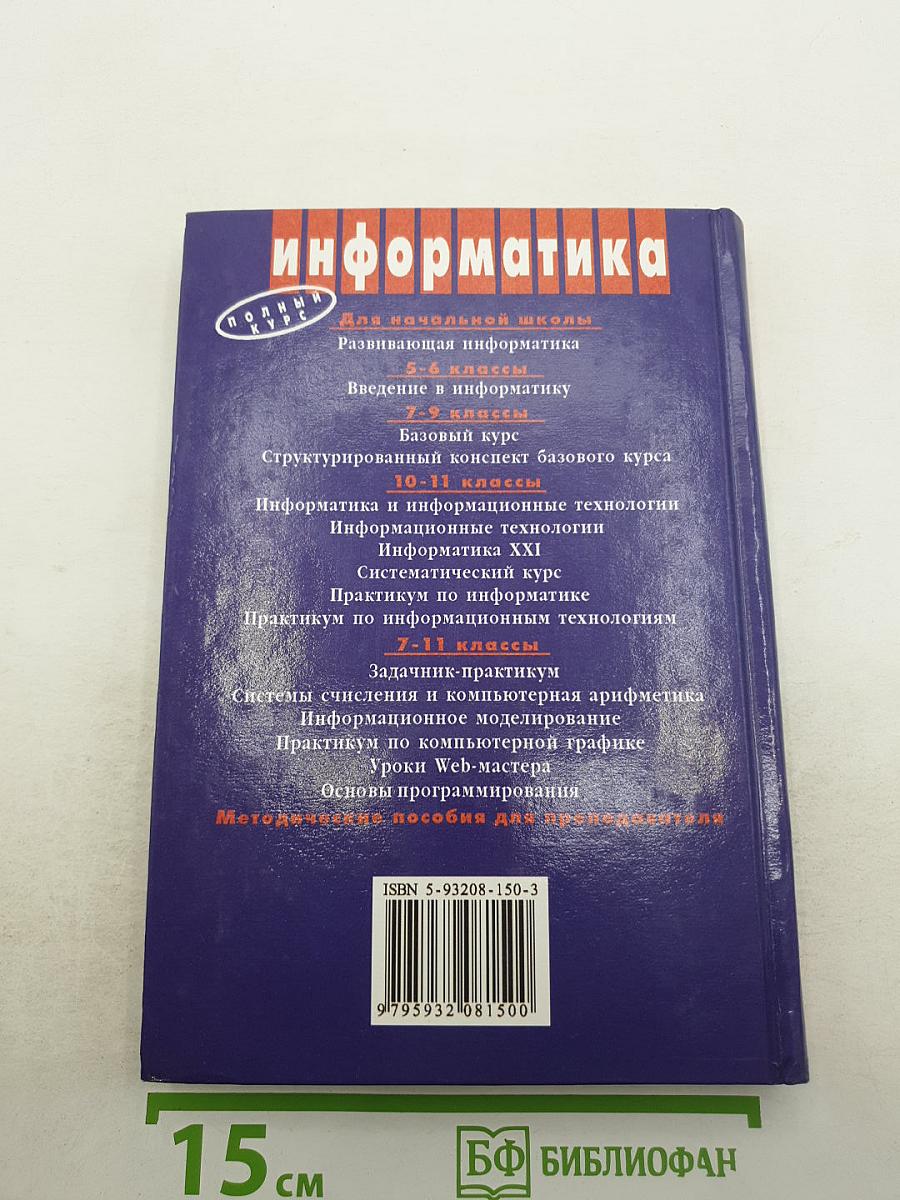 информатика
ПОЛНЫЙ
КУРС
Для начальной школы
Развивающая информатика
5-6 классы
Введение в информатику
7-9 классы
Базовый курс
Структурированный конспект базового курса
10-11 классы
Информатика и информационные технологии
Информационные технологии
Информатика XXI
Систематический курс
Практикум по информатике
Практикум по информационным технологиям
7-11 классы
Задачник-практикум
Системы счисления и компьютерная арифметика
Информационное моделирование
Практикум по компьютерной графике
Уроки Web-мастера
Основы программирования
Методические пособия для преподавателя
ISBN 5-93208-150-3
9 795932 081500
15 см
БФ БИБЛИОФАН